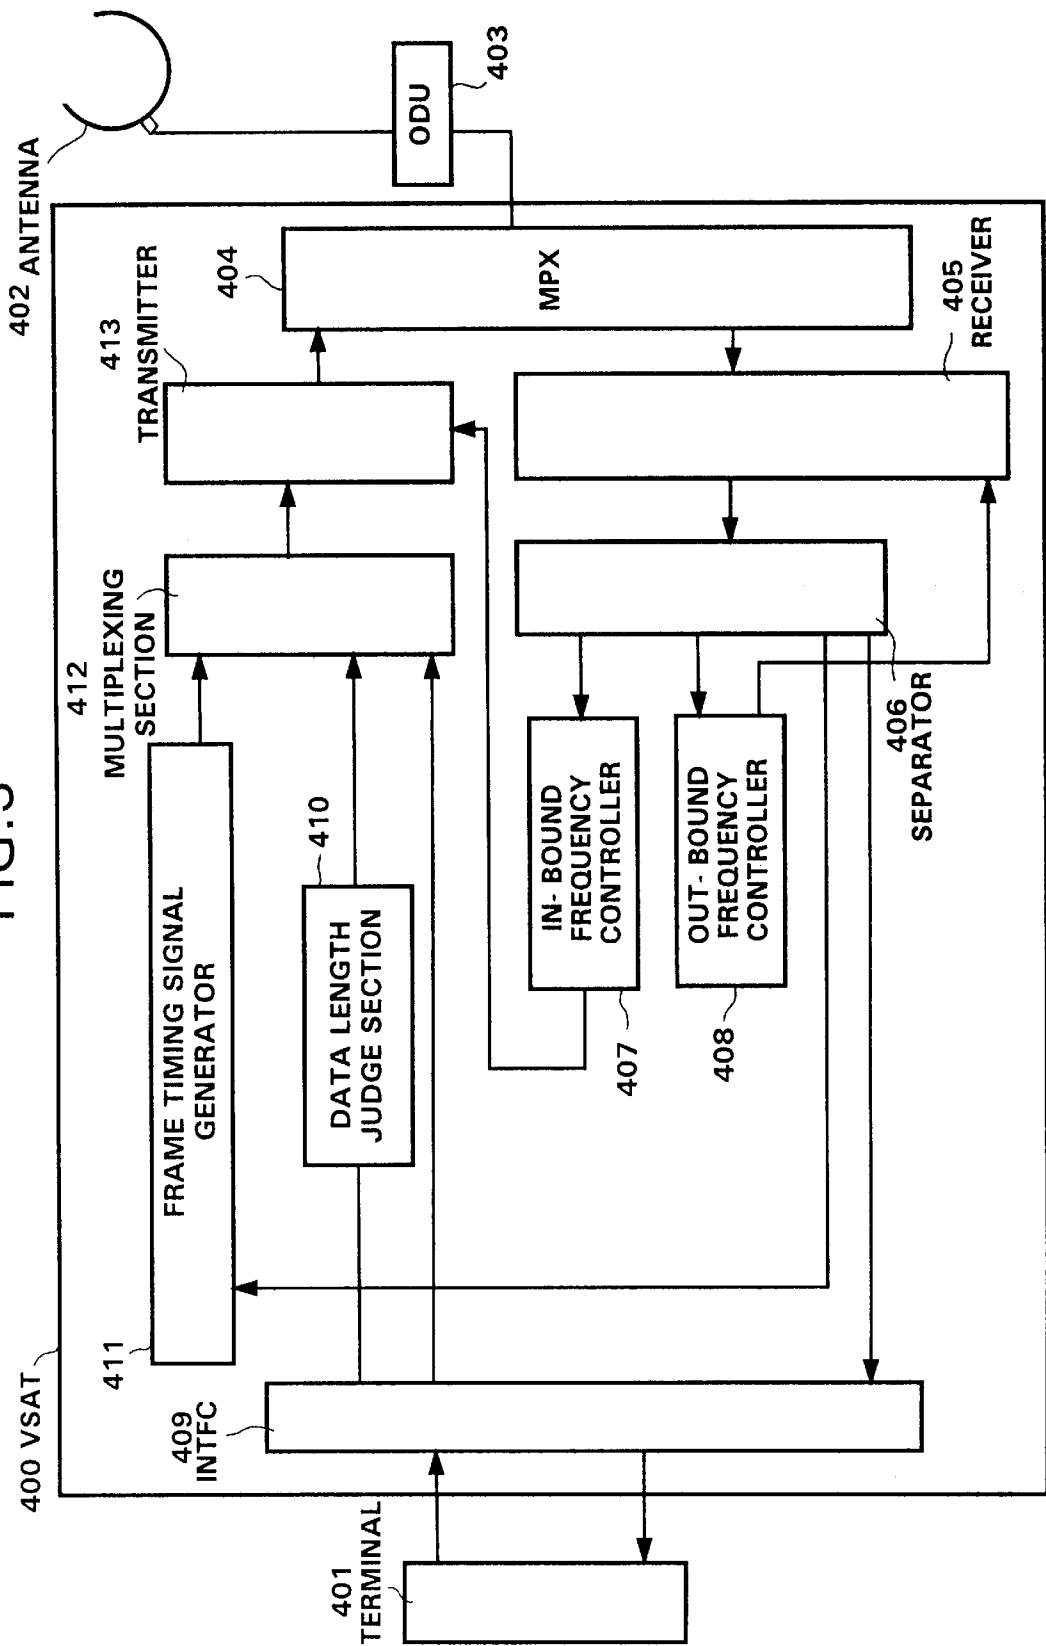 400 VSAT
401
TERMINAL
409
INTFC
411
FRAME TIMING SIGNAL
GENERATOR
DATA LENGTH
JUDGE SECTION
410
412
MULTIPLEXING
SECTION
413
TRANSMITTER
404
MPX
402 ANTENNA
ODU
403
IN- BOUND
FREQUENCY
CONTROLLER
407
OUT- BOUND
FREQUENCY
CONTROLLER
408
406
SEPARATOR
405
RECEIVER